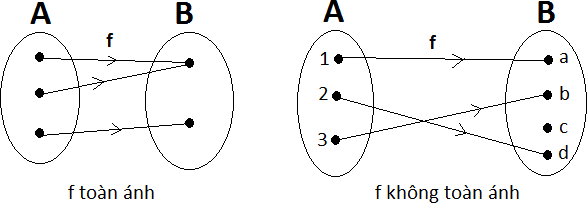 A B
f
f toàn ánh
A B
f
1 a
2 b
3 c
d
f không toàn ánh